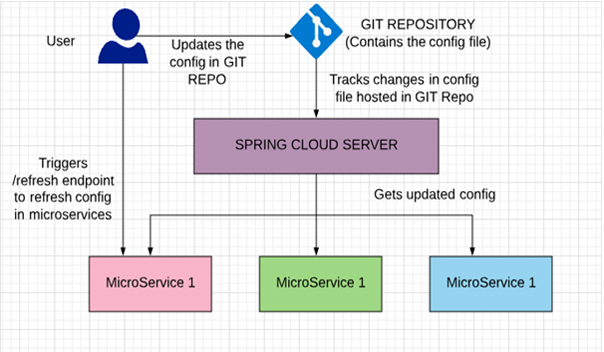 User
Updates the
config in GIT
REPO
GIT REPOSITORY
(Contains the config file)
Tracks changes in config
file hosted in GIT Repo
SPRING CLOUD SERVER
Triggers
/refresh endpoint
to refresh config
in microservices
Gets updated config
MicroService 1
MicroService 1
MicroService 1